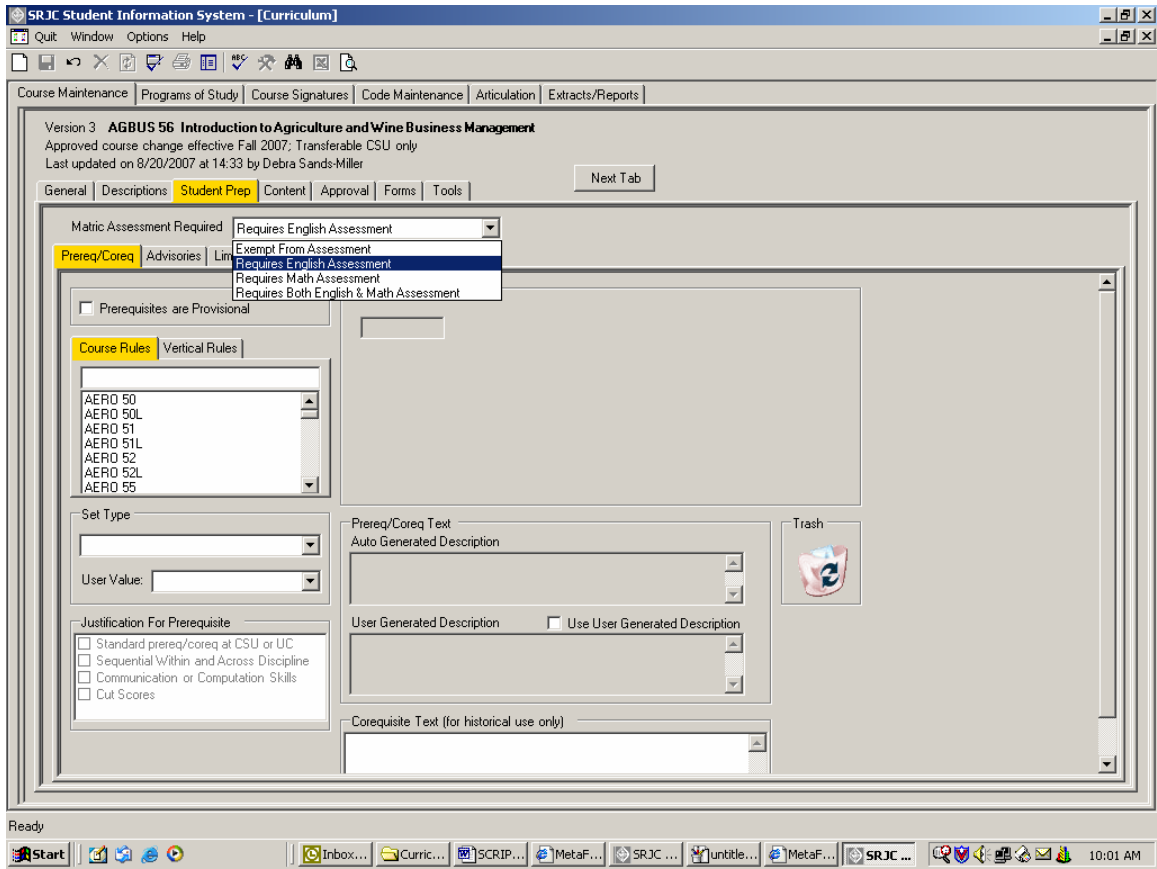 SRJC Student Information System - [Curriculum]
Quit Window Options Help
Course Maintenance Programs of Study Course Signatures Code Maintenance Articulation Extracts/Reports
Version 3 AGBUS 56 Introduction to Agriculture and Wine Business Management
Approved course change effective Fall 2007; Transferable CSU only
Last updated on 8/20/2007 at 14:33 by Debra Sands-Miller
Next Tab
General Descriptions Student Prep Content Approval Forms Tools
Matric Assessment Required Requires English Assessment
Exempt From Assessment
Requires English Assessment
Requires Math Assessment
Requires Both English & Math Assessment
Prereq/Coreq Advisories Lim
Prerequisites are Provisional
Course Rules Vertical Rules
AERO 50
AERO 50L
AERO 51
AERO 51L
AERO 52
AERO 52L
AERO 55
Set Type
User Value:
Justification For Prerequisite
Standard prereq/coreq at CSU or UC
Sequential Within and Across Discipline
Communication or Computation Skills
Cut Scores
Prereq/Coreq Text
Auto Generated Description
User Generated Description Use User Generated Description
Corequisite Text (for historical use only)
Trash
Ready
Start Inbox... Curric... SCRIP... MetaF... SRJC ... untitle... MetaF... SRJC ... 10:01 AM